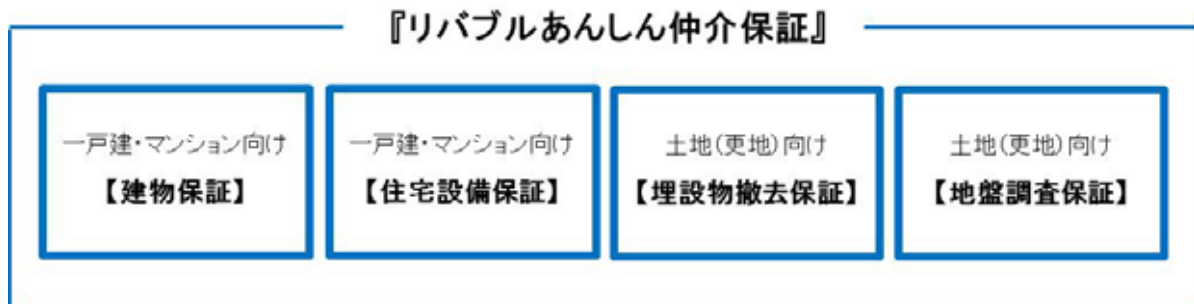 『リバブルあんしん仲介保証』
一戸建・マンション向け
【建物保証】
一戸建・マンション向け
【住宅設備保証】
土地(更地)向け
【埋設物撤去保証】
土地(更地)向け
【地盤調査保証】